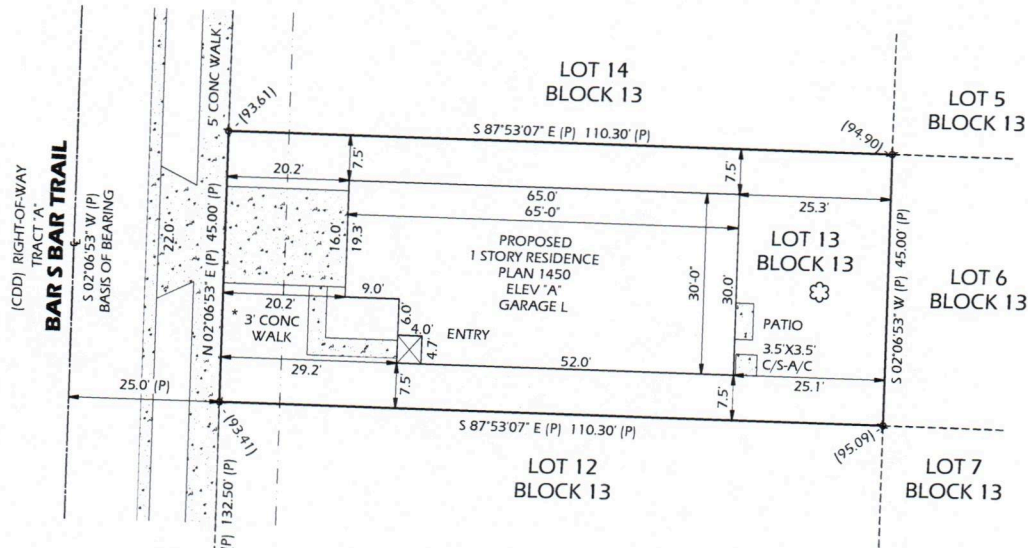 (CDD) RIGHT-OF-WAY
TRACT "A"
BAR S BAR TRAIL
S 02°06'53" W (P)
BASIS OF BEARING
22.0'
5' CONC WALK
(93.61)
LOT 14
BLOCK 13
LOT 5
BLOCK 13
S 87°53'07" E (P) 110.30' (P)
(94.90)
7.5'
7.5'
20.2'
65.0'
65'-0"
25.3'
N 02°06'53" E (P) 45.00' (P)
16.0'
19.3'
PROPOSED
1 STORY RESIDENCE
PLAN 1450
ELEV "A"
GARAGE L
30'-0"
30.0'
LOT 13
BLOCK 13
S 02°06'53" W (P) 45.00' (P)
LOT 6
BLOCK 13
9.0'
20.2'
* 3' CONC
WALK
6.0'
4.0'
4.7'
ENTRY
PATIO
3.5'X3.5'
C/S-A/C
29.2'
52.0'
25.1'
25.0' (P)
7.5'
7.5'
(93.41)
S 87°53'07" E (P) 110.30' (P)
(95.09)
LOT 12
BLOCK 13
LOT 7
BLOCK 13
(P) 132.50' (P)